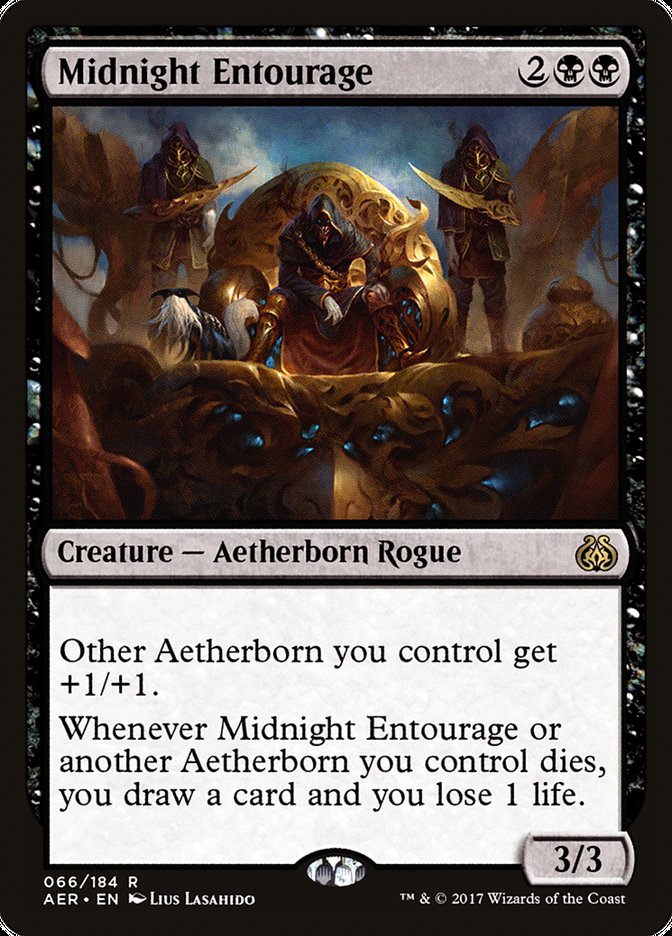 Midnight Entourage 2
Creature — Aetherborn Rogue
Other Aetherborn you control get
+1/+1.
Whenever Midnight Entourage or
another Aetherborn you control dies,
you draw a card and you lose 1 life.
3/3
066/184 R
AER • EN Lius Lasahido
™ & © 2017 Wizards of the Coast